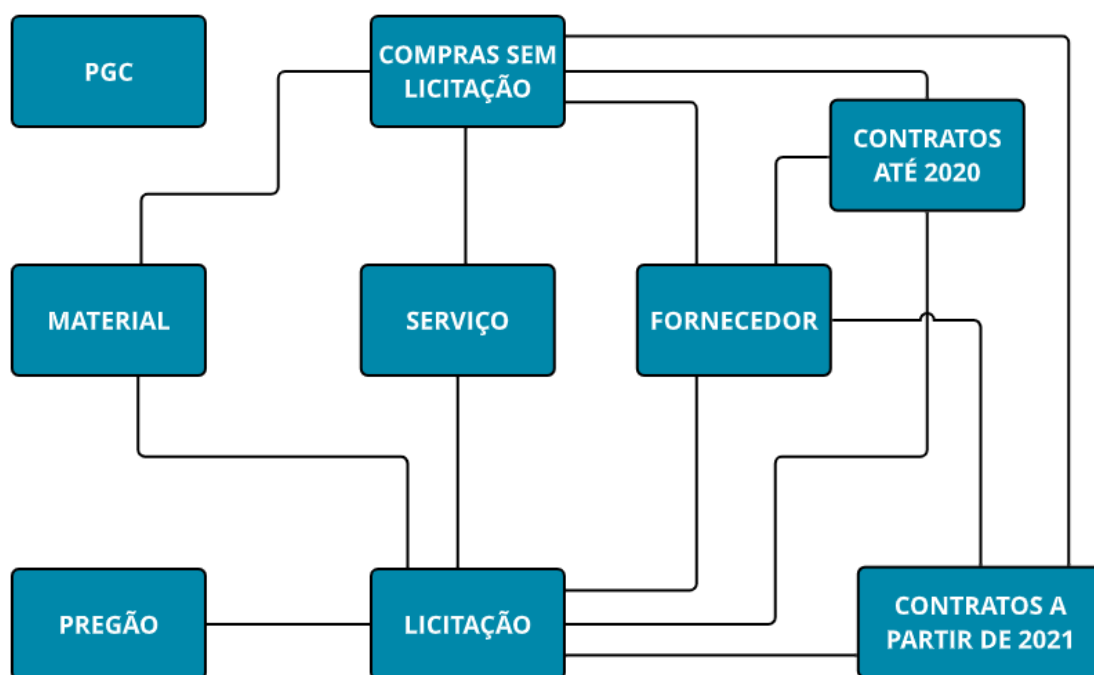 PGC
COMPRAS SEM
LICITAÇÃO
CONTRATOS
ATÉ 2020
MATERIAL
SERVIÇO
FORNECEDOR
PREGÃO
LICITAÇÃO
CONTRATOS A
PARTIR DE 2021